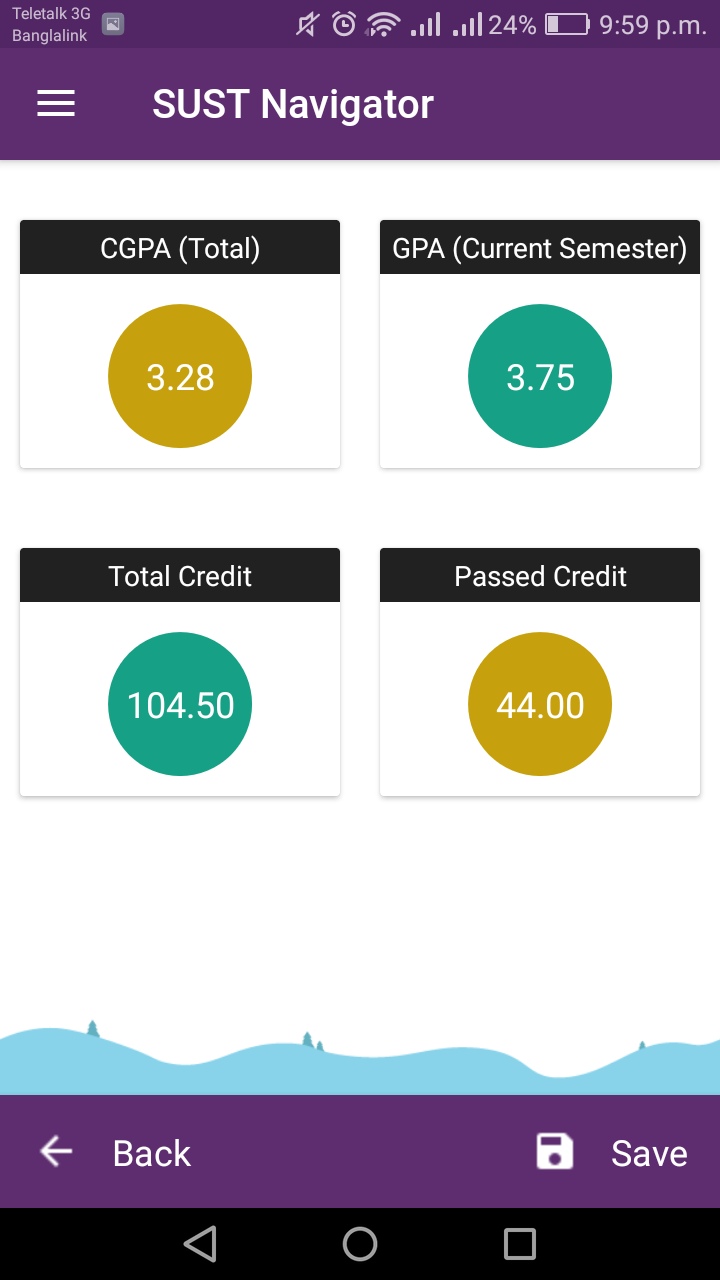 Teletalk 3G
Banglalink
24% 9:59 p.m.
SUST Navigator
CGPA (Total)
GPA (Current Semester)
3.28
3.75
Total Credit
Passed Credit
104.50
44.00
Back
Save